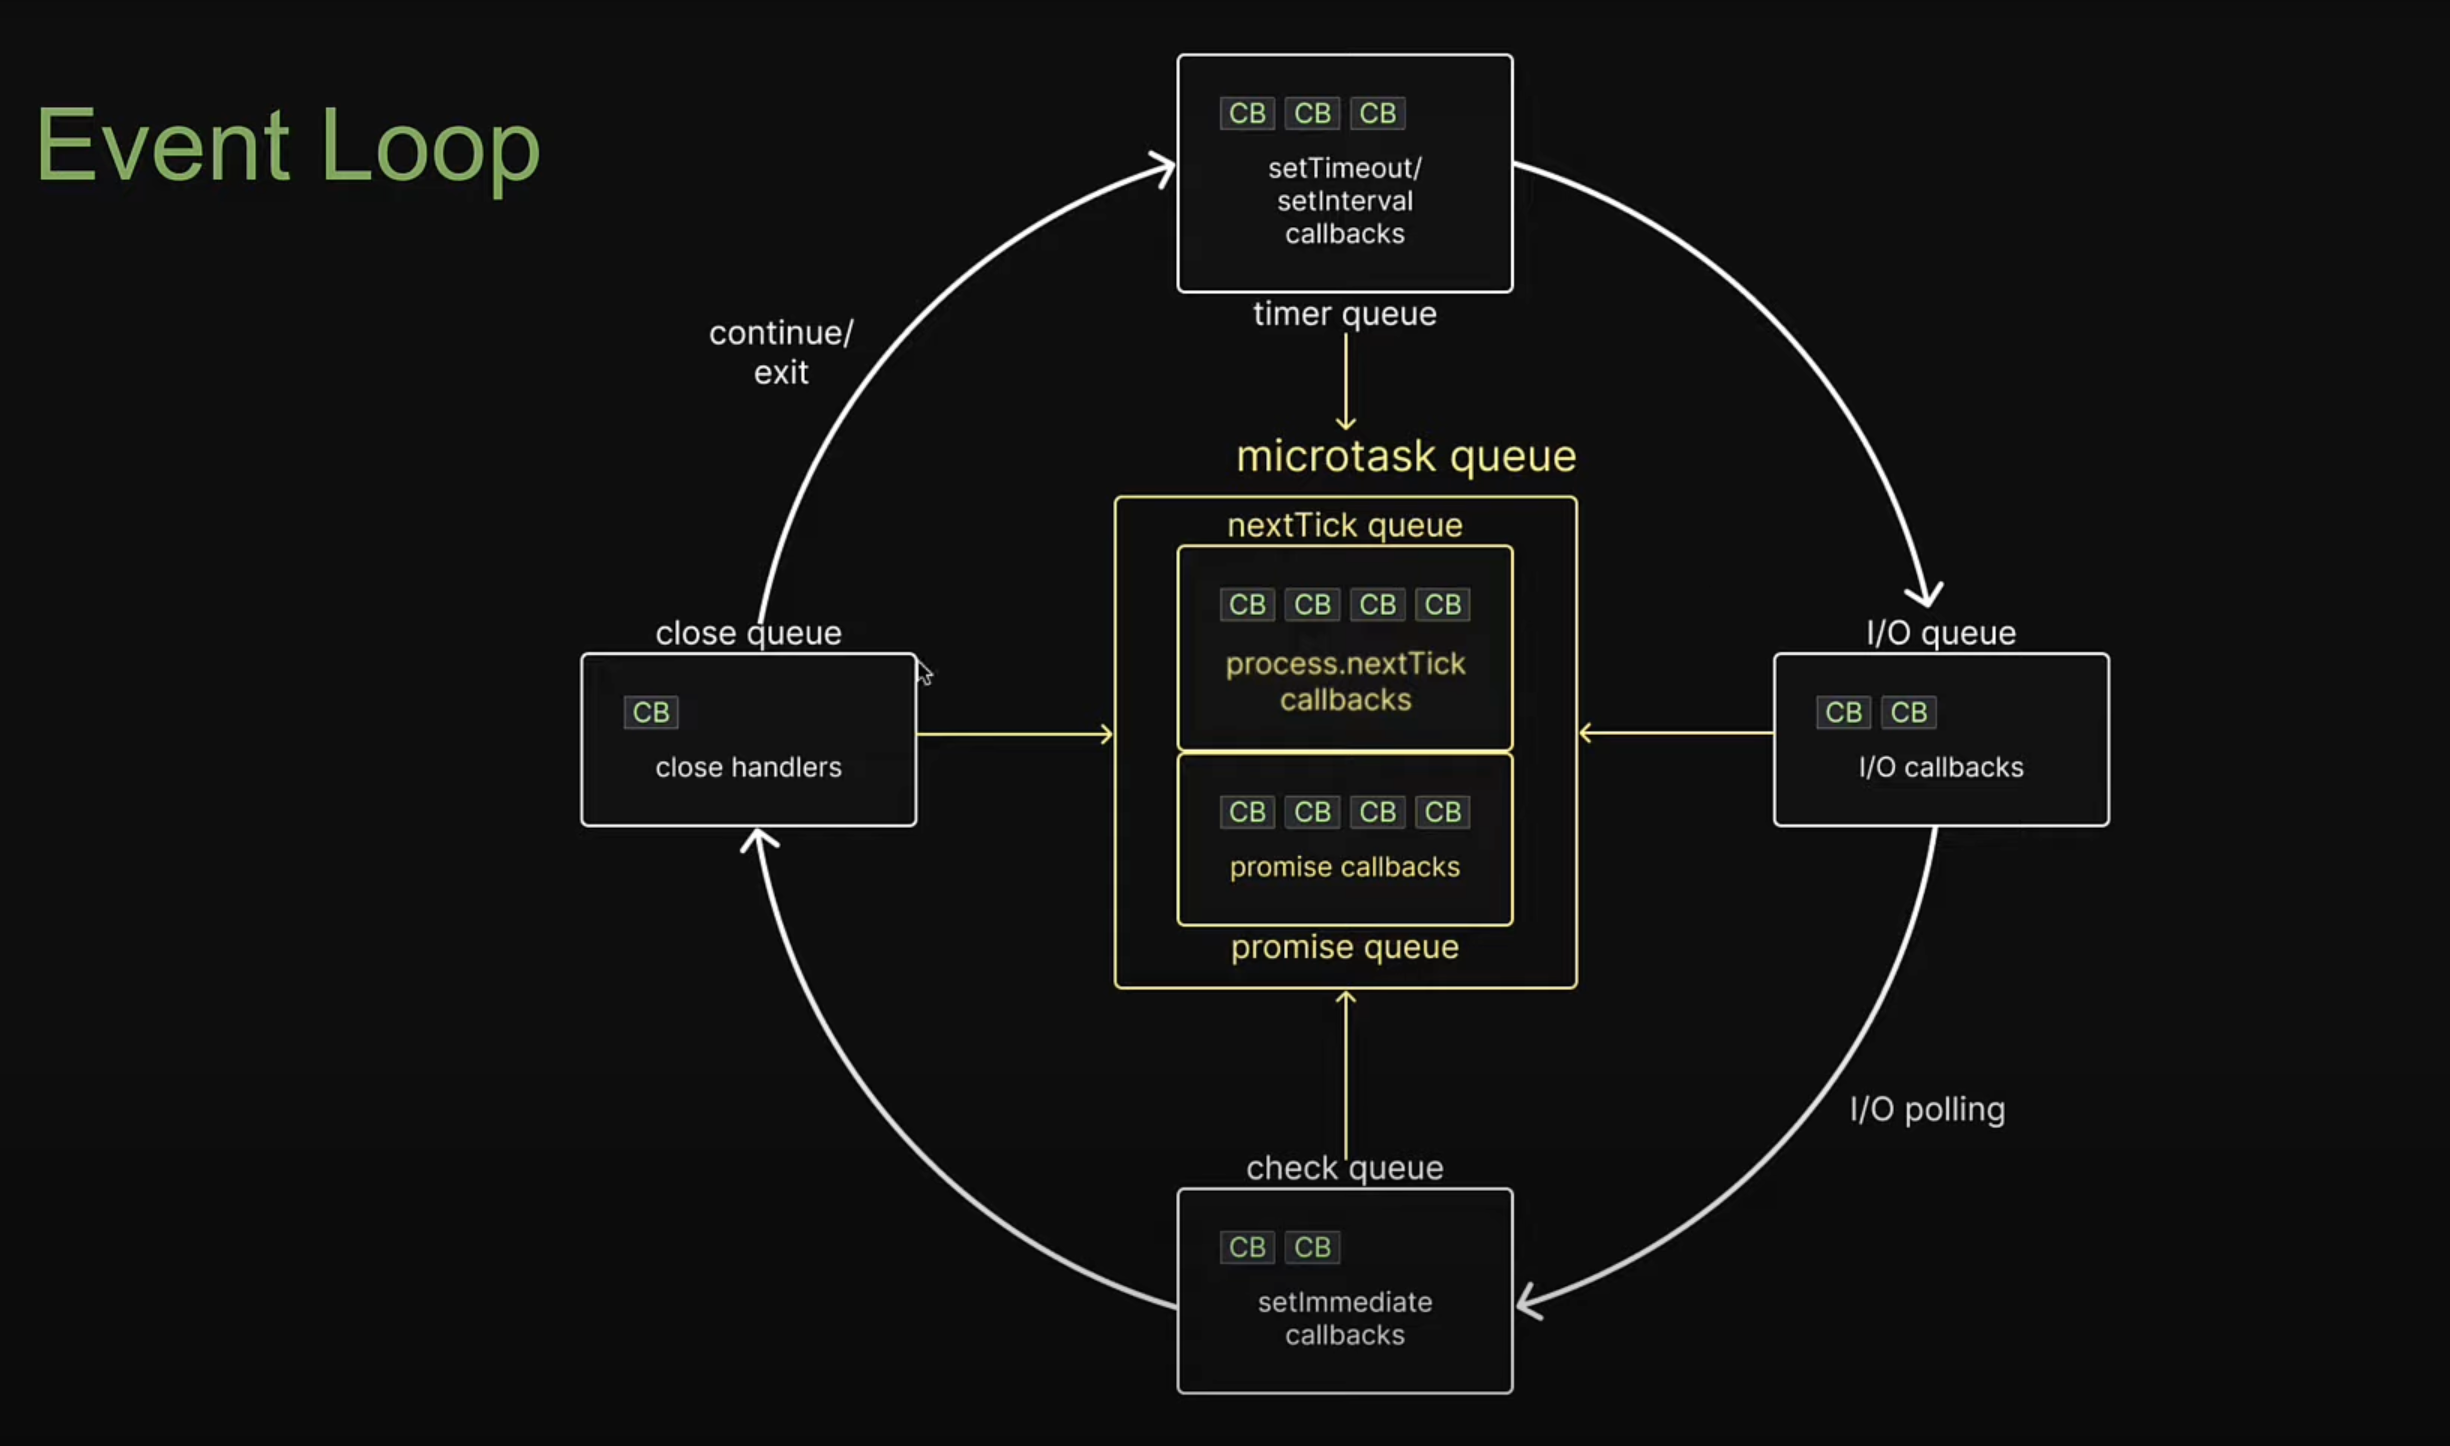 Event Loop
CB CB CB
setTimeout/
setInterval
callbacks
timer queue
continue/
exit
microtask queue
nextTick queue
CB CB CB CB
process.nextTick
callbacks
CB CB CB CB
promise callbacks
promise queue
close queue
CB
close handlers
I/O queue
CB CB
I/O callbacks
I/O polling
check queue
CB CB
setImmediate
callbacks